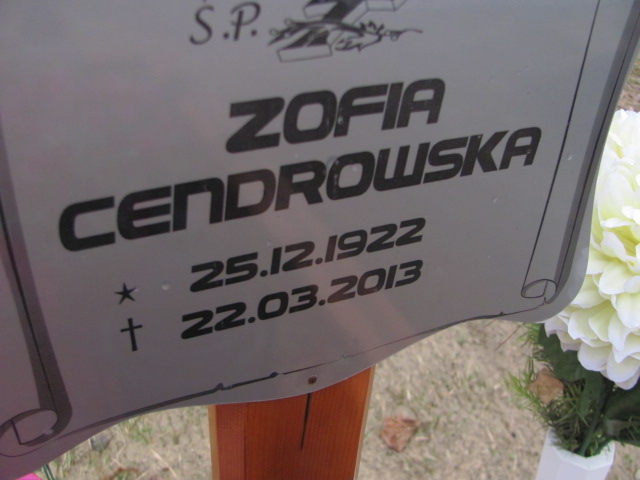 Ś.P.
ZOFIA
CENDROWSKA
* 25.12.1922
† 22.03.2013